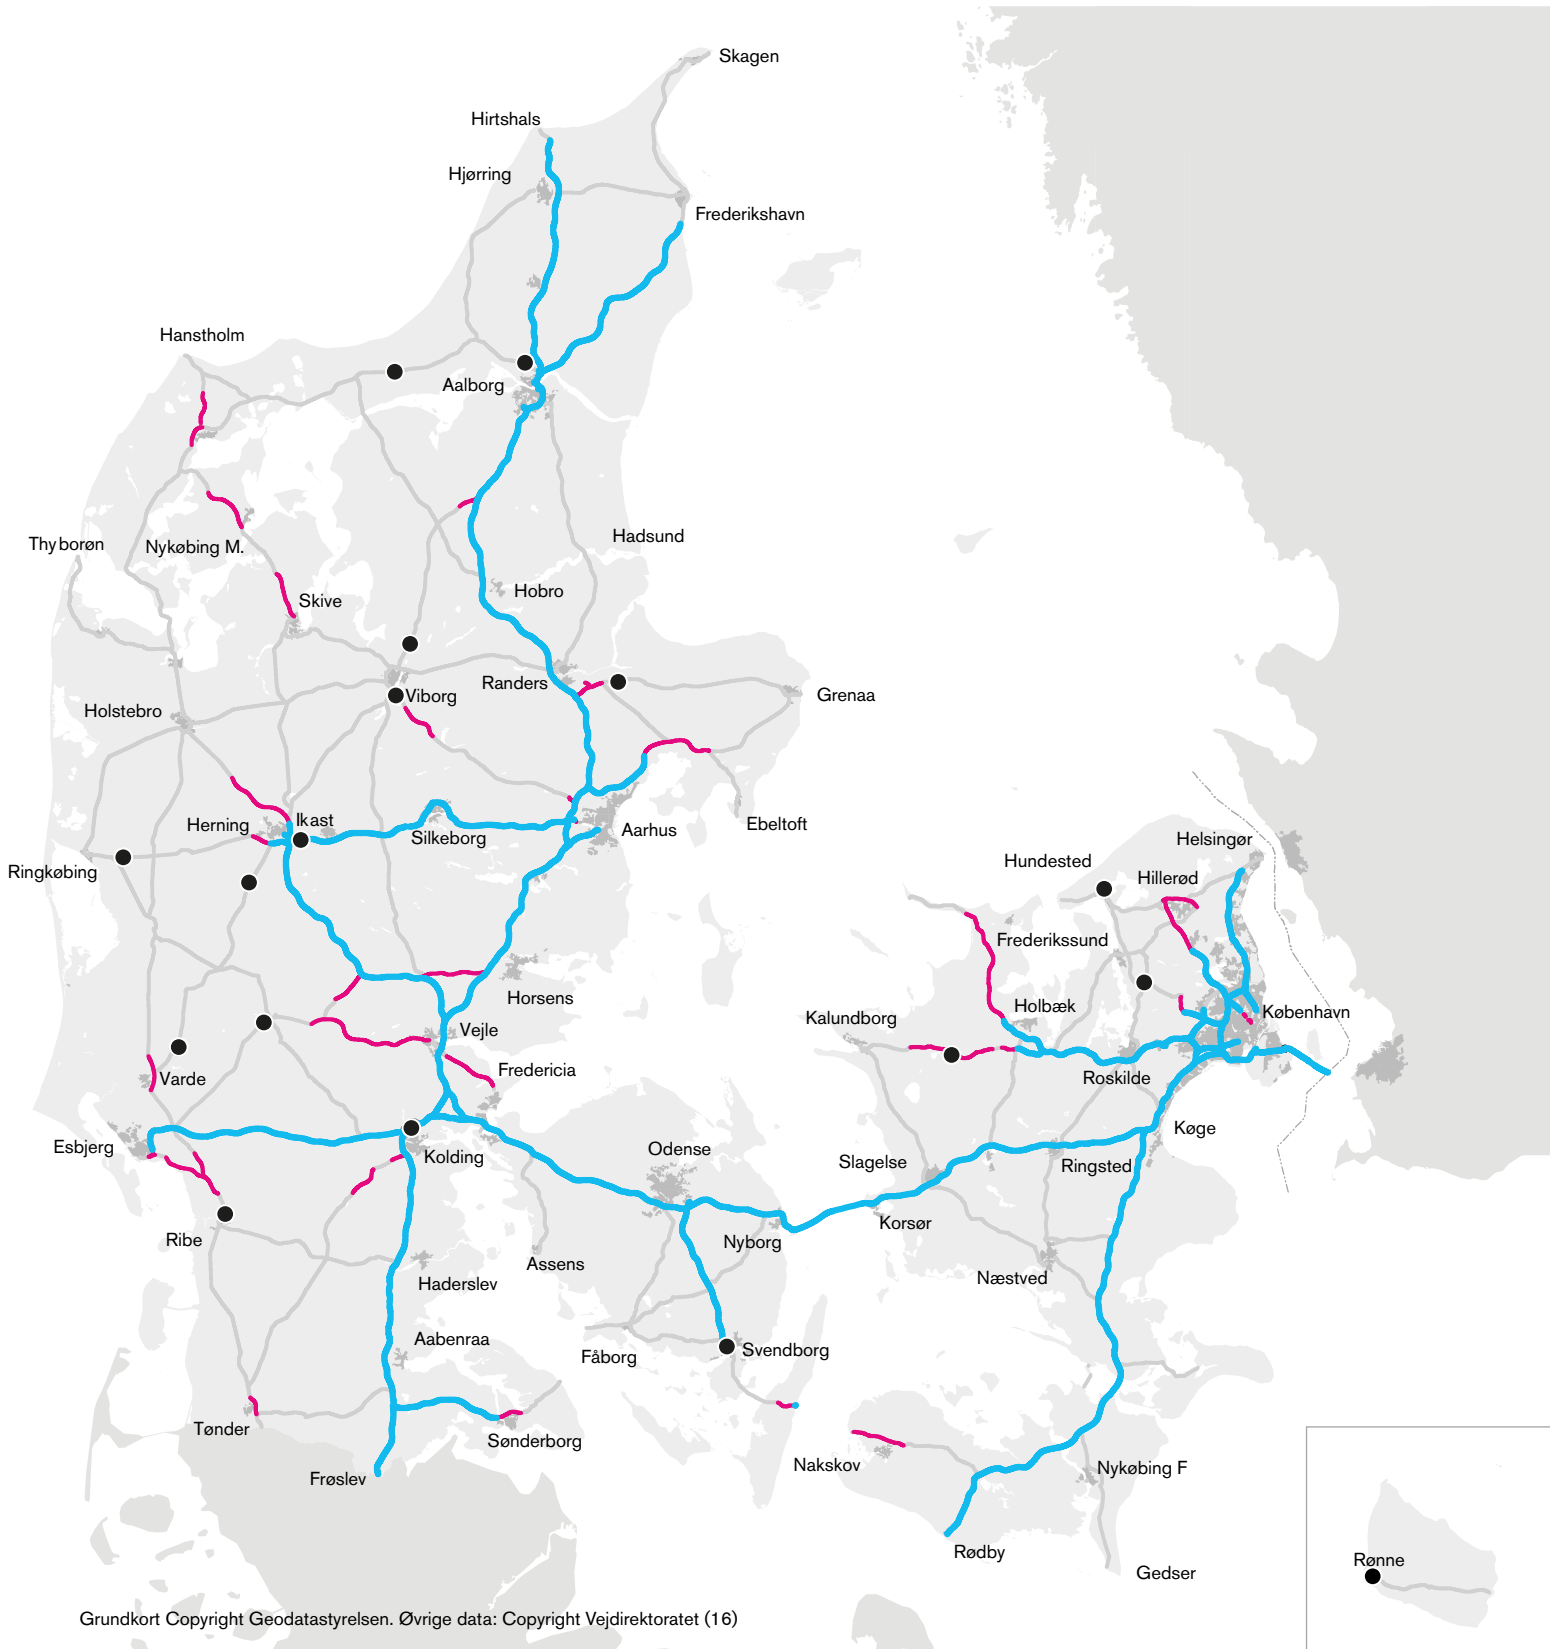 Skagen
Hirtshals
Hjørring
Frederikshavn
Hanstholm
Aalborg
Hadsund
Thyborøn
Nykøbing M.
Hobro
Skive
Randers
Viborg
Grenaa
Holstebro
Ikast
Herning
Silkeborg
Aarhus
Ebeltoft
Helsingør
Hundested
Ringkøbing
Hillerød
Frederikssund
Horsens
Holbæk
København
Kalundborg
Vejle
Fredericia
Varde
Roskilde
Køge
Esbjerg
Odense
Kolding
Slagelse
Ringsted
Korsør
Ribe
Nyborg
Assens
Næstved
Haderslev
Aabenraa
Fåborg
Svendborg
Tønder
Sønderborg
Nakskov
Nykøbing F
Frøslev
Rødby
Rønne
Gedser
Grundkort Copyright Geodatastyrelsen. Øvrige data: Copyright Vejdirektoratet (16)